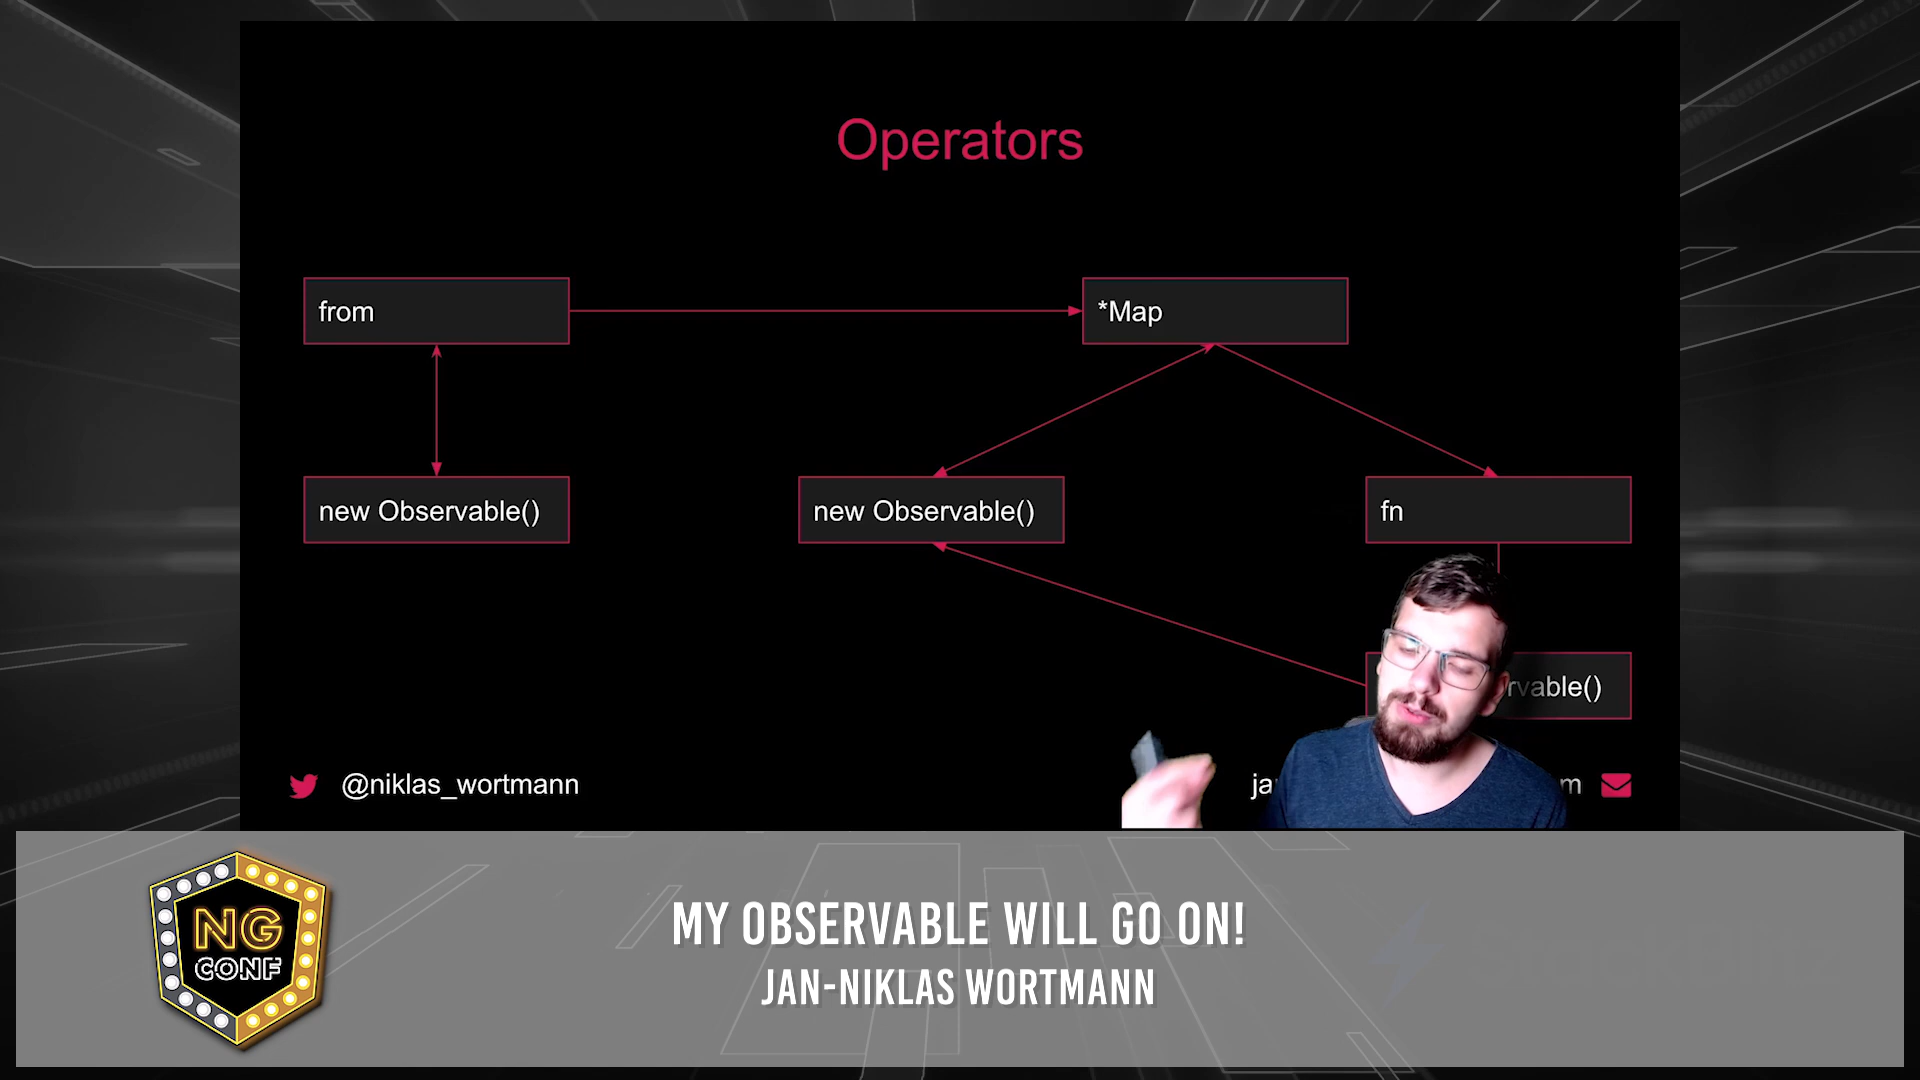 Operators
from
*Map
new Observable()
new Observable()
fn
@niklas_wortmann
NG
CONF
MY OBSERVABLE WILL GO ON!
JAN-NIKLAS WORTMANN